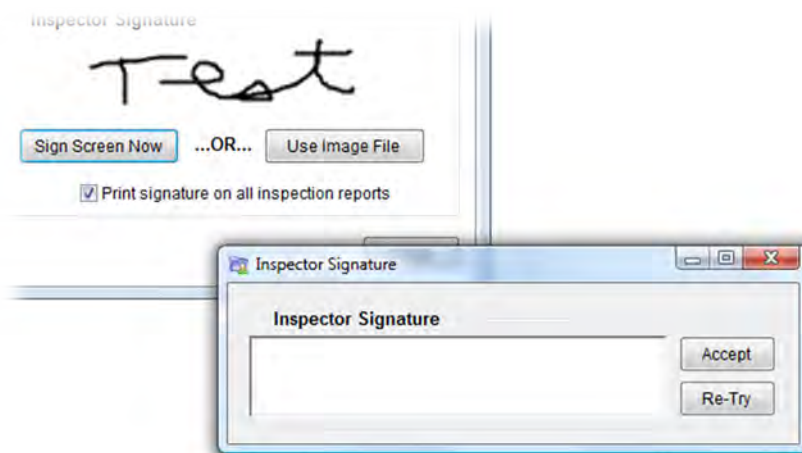 Inspector Signature
Test
Sign Screen Now ...OR... Use Image File
Print signature on all inspection reports
Inspector Signature
Inspector Signature
Accept
Re-Try